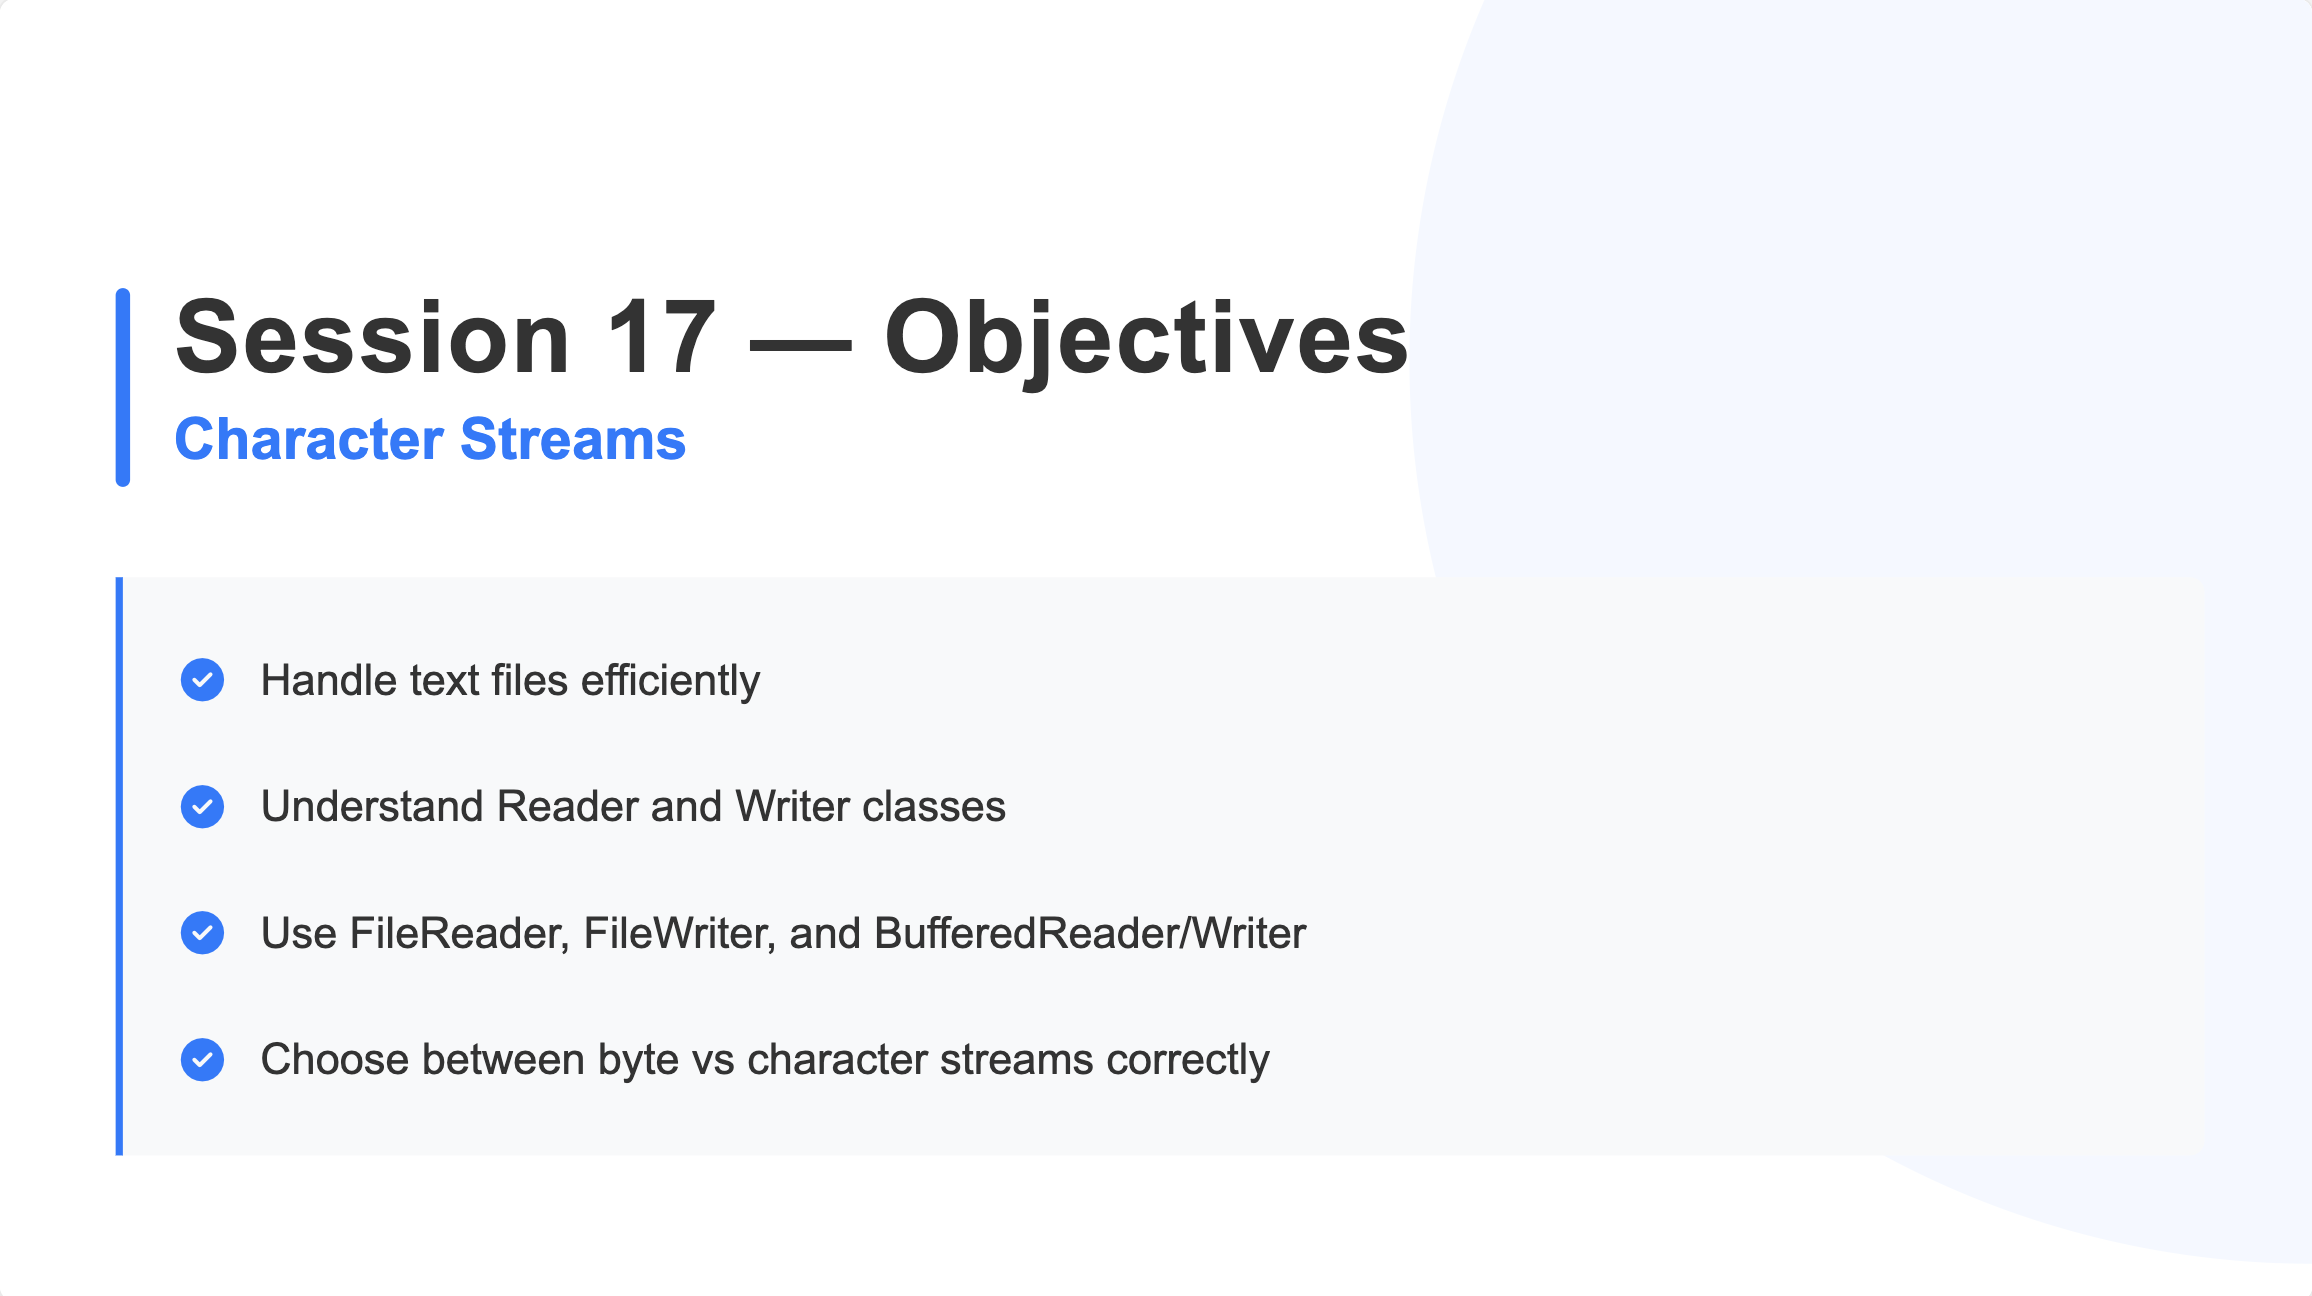 Session 17 — Objectives
Character Streams
Handle text files efficiently
Understand Reader and Writer classes
Use FileReader, FileWriter, and BufferedReader/Writer
Choose between byte vs character streams correctly